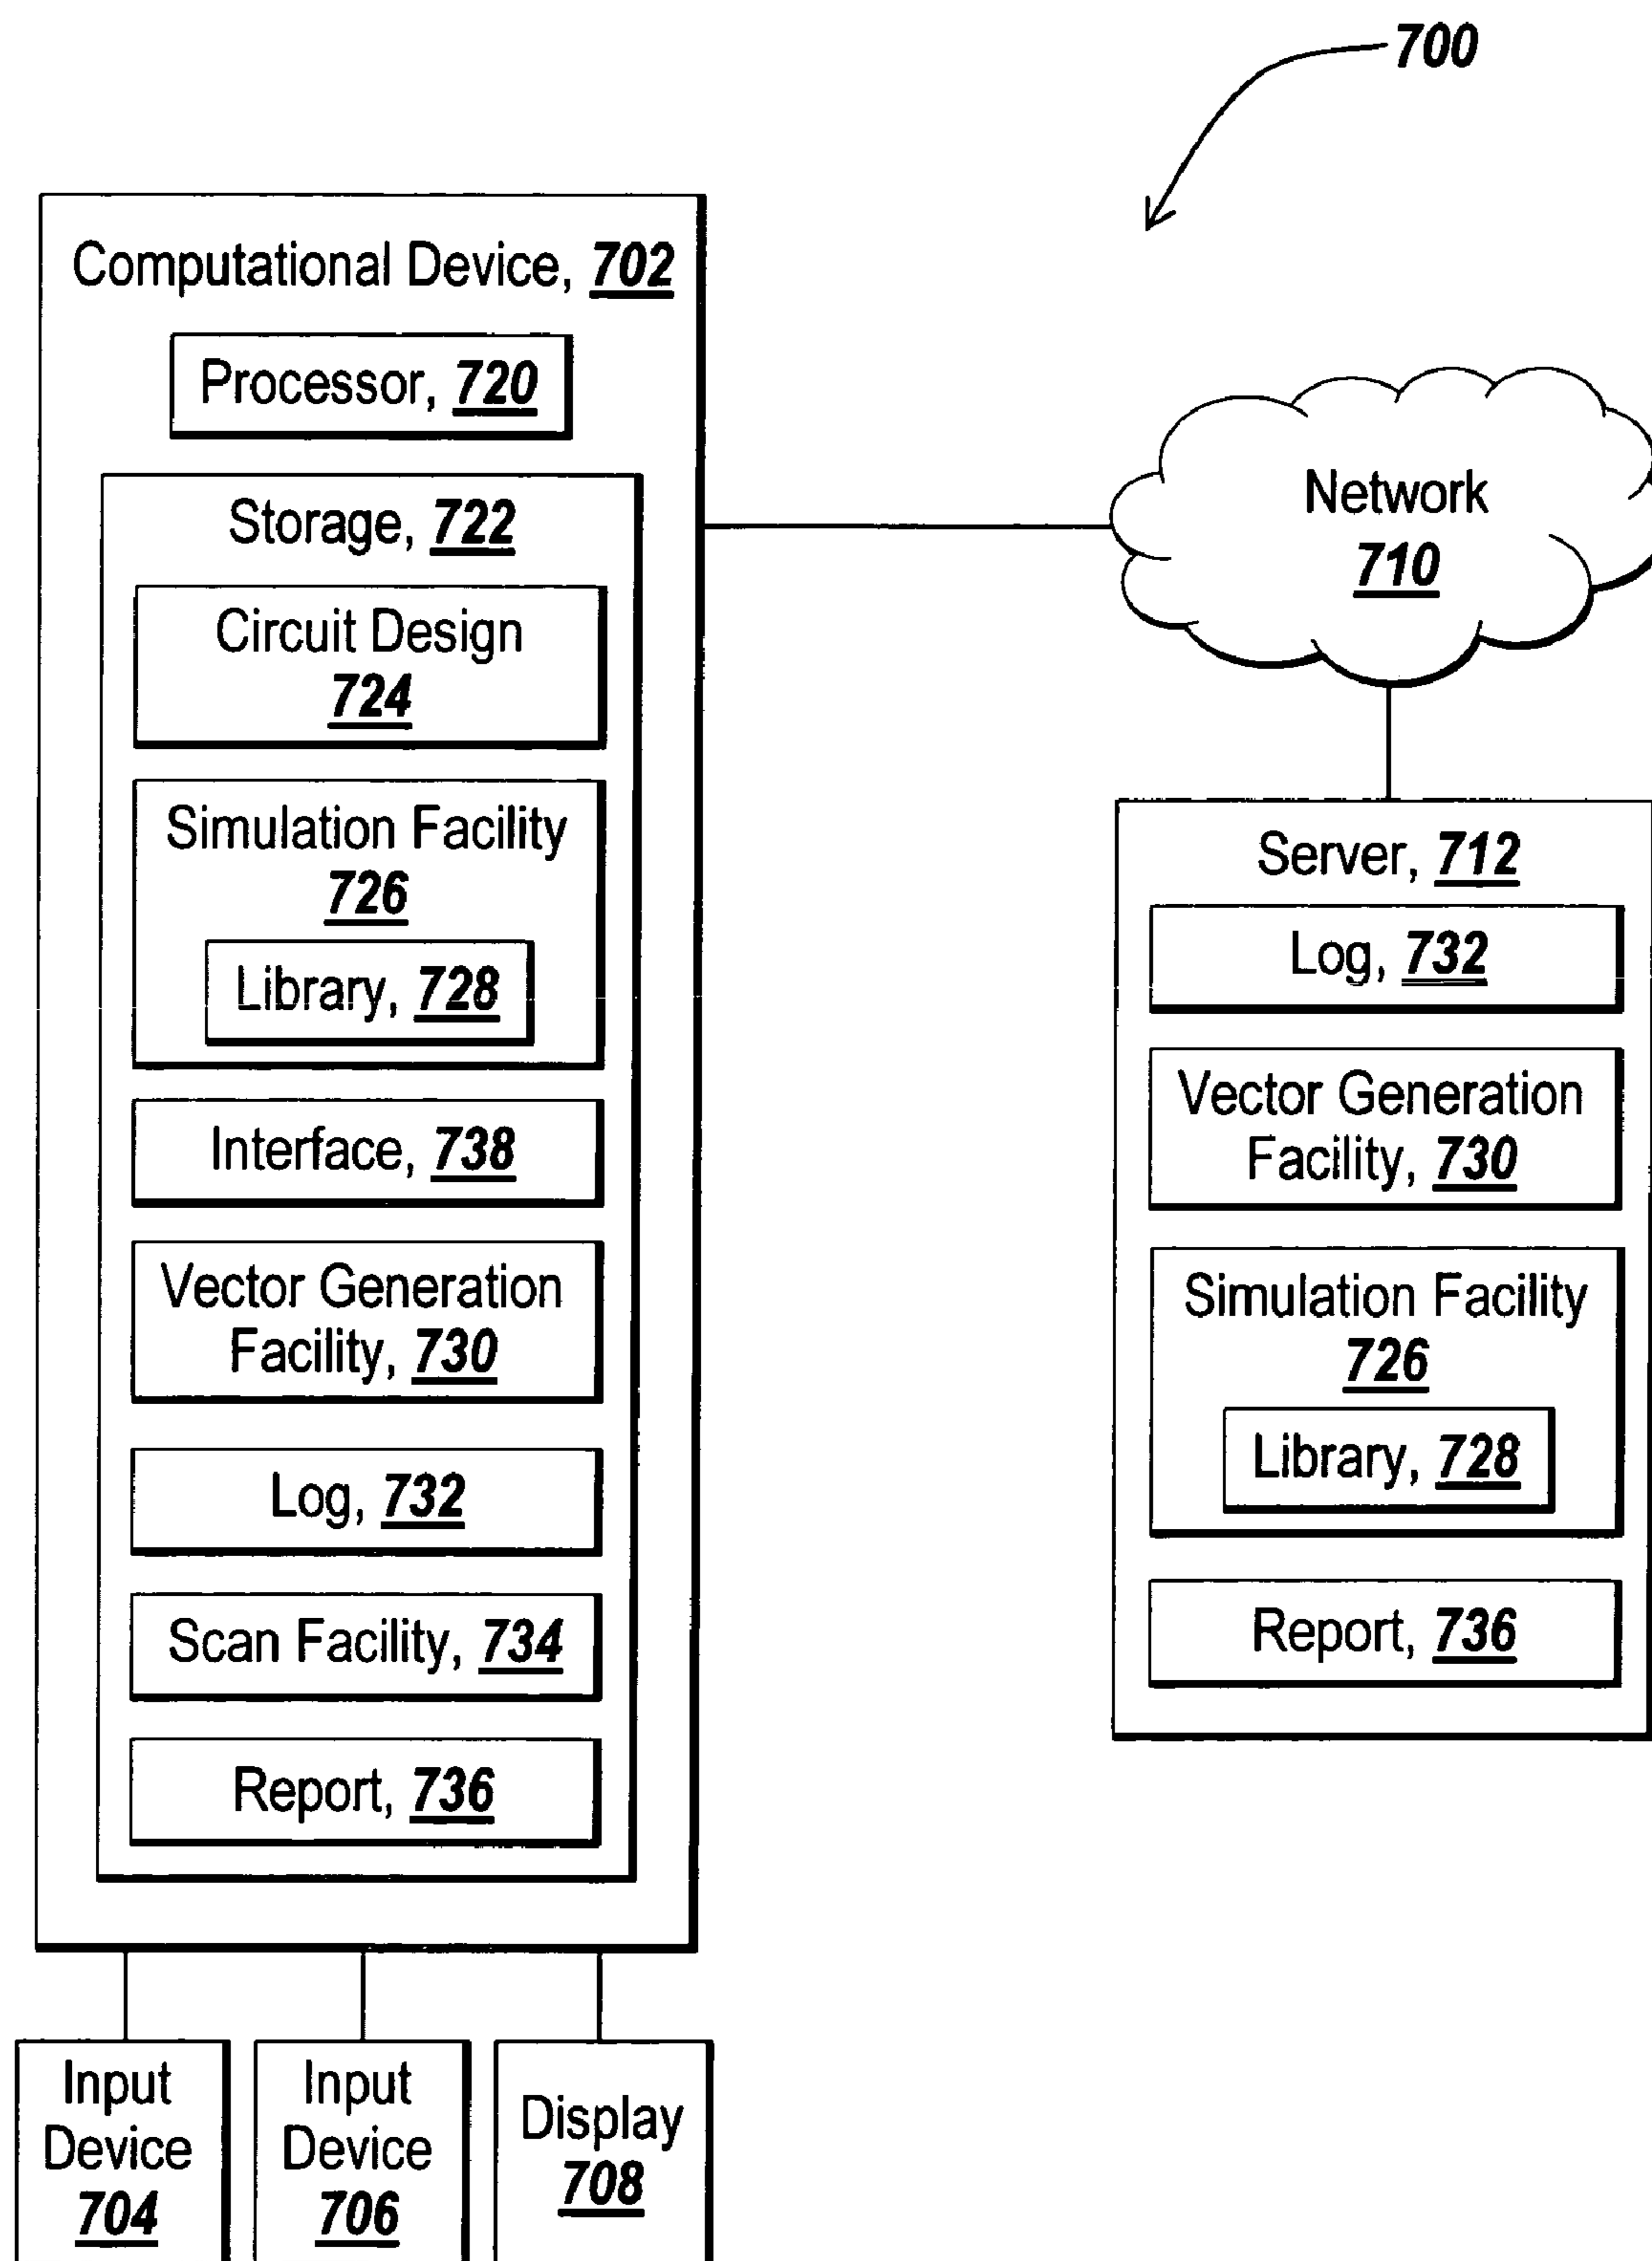 700
Computational Device, 702
Processor, 720
Storage, 722
Circuit Design
724
Simulation Facility
726
Library, 728
Interface, 738
Vector Generation
Facility, 730
Log, 732
Scan Facility, 734
Report, 736
Input
Device
704
Input
Device
706
Display
708
Network
710
Server, 712
Log, 732
Vector Generation
Facility, 730
Simulation Facility
726
Library, 728
Report, 736